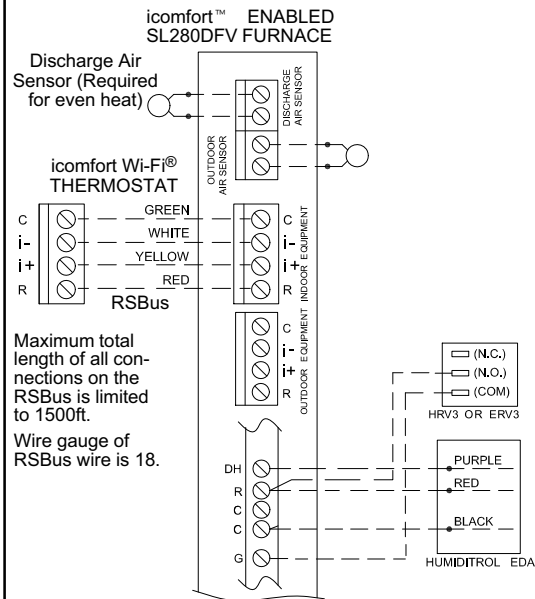 icomfort™ ENABLED
SL280DFV FURNACE
Discharge Air
Sensor (Required
for even heat)
DISCHARGE
AIR SENSOR
OUTDOOR
AIR SENSOR
icomfort Wi-Fi®
THERMOSTAT
C
i-
i+
R
GREEN
WHITE
YELLOW
RED
RSBus
C
i-
i+
R
INDOOR EQUIPMENT
Maximum total
length of all con-
nections on the
RSBus is limited
to 1500ft.
Wire gauge of
RSBus wire is 18.
C
i-
i+
R
OUTDOOR EQUIPMENT
(N.C.)
(N.O.)
(COM)
HRV3 OR ERV3
DH
R
C
C
G
PURPLE
RED
BLACK
HUMIDITROL EDA